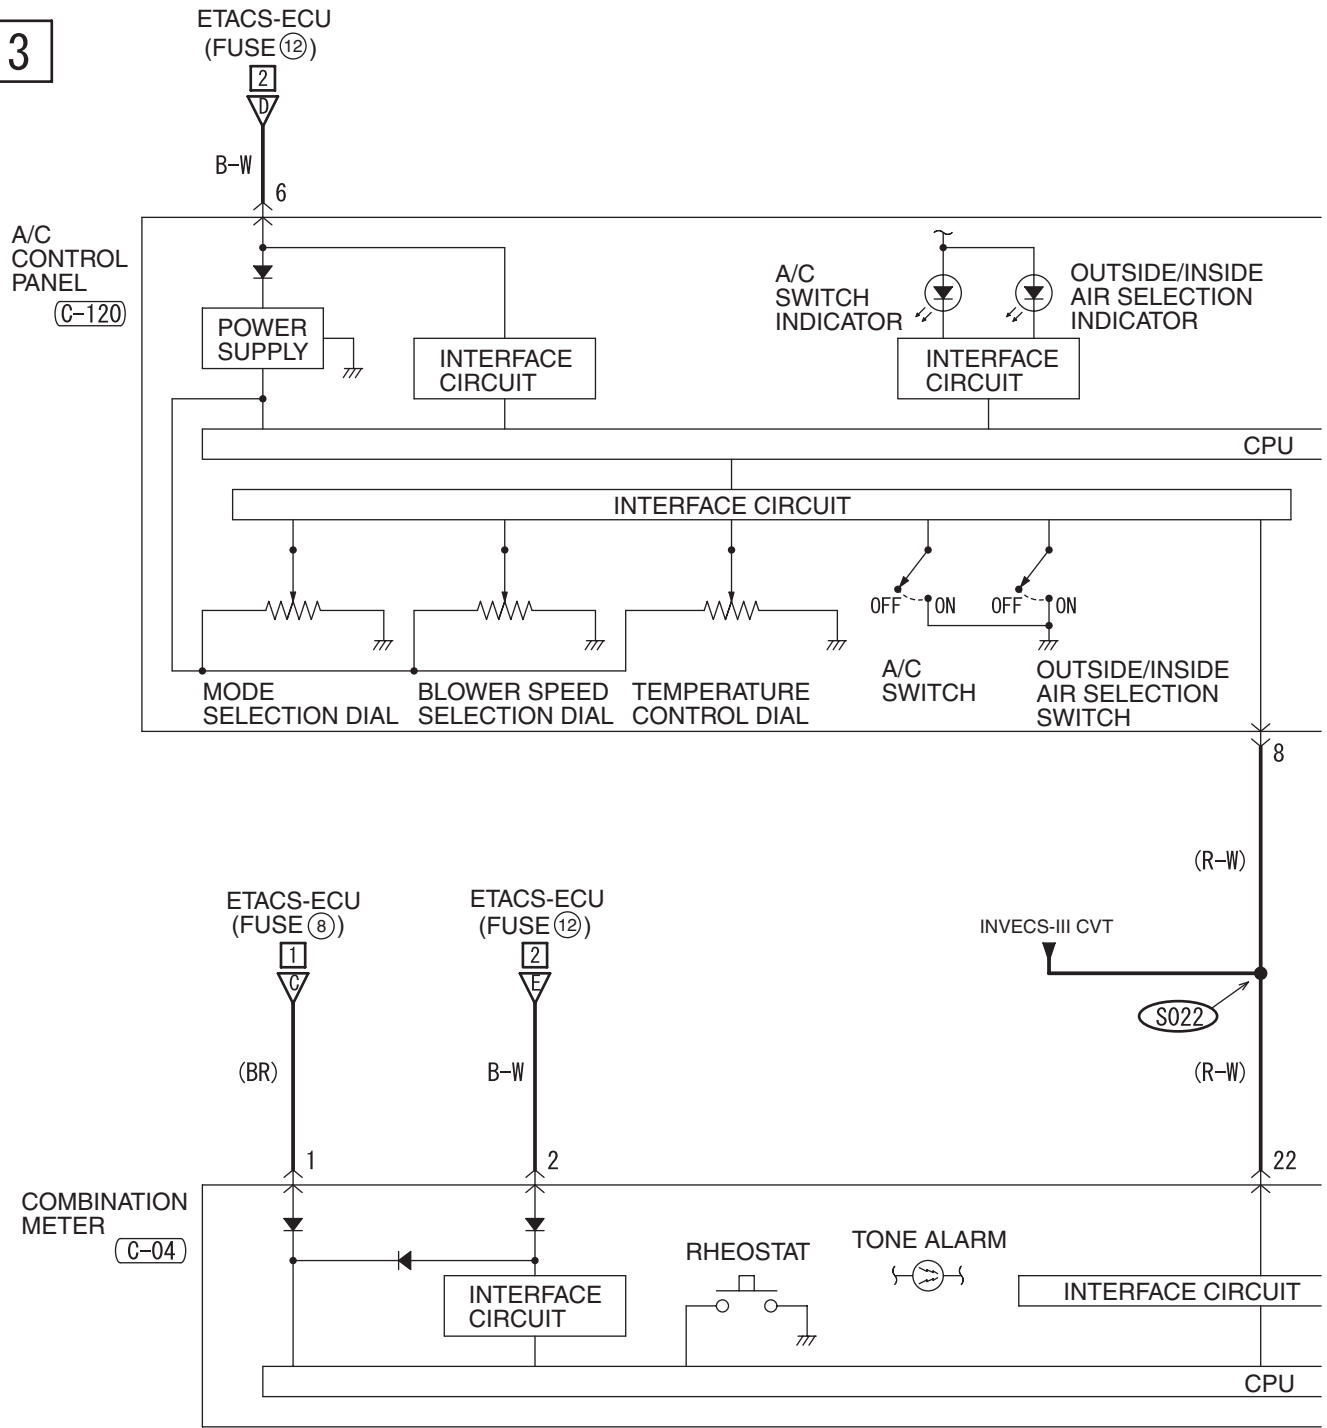 3
ETACS-ECU
(FUSE 12)
2
D
B-W
6
A/C
CONTROL
PANEL
C-120
POWER
SUPPLY
INTERFACE
CIRCUIT
A/C
SWITCH
INDICATOR
OUTSIDE/INSIDE
AIR SELECTION
INDICATOR
INTERFACE
CIRCUIT
CPU
INTERFACE CIRCUIT
OFF ON
OFF ON
MODE
SELECTION DIAL
BLOWER SPEED
SELECTION DIAL
TEMPERATURE
CONTROL DIAL
A/C
SWITCH
OUTSIDE/INSIDE
AIR SELECTION
SWITCH
8
(R-W)
INVECS-III CVT
S022
(R-W)
22
ETACS-ECU
(FUSE 8)
1
C
(BR)
1
ETACS-ECU
(FUSE 12)
2
E
B-W
2
COMBINATION
METER
C-04
INTERFACE
CIRCUIT
RHEOSTAT
TONE ALARM
INTERFACE CIRCUIT
CPU